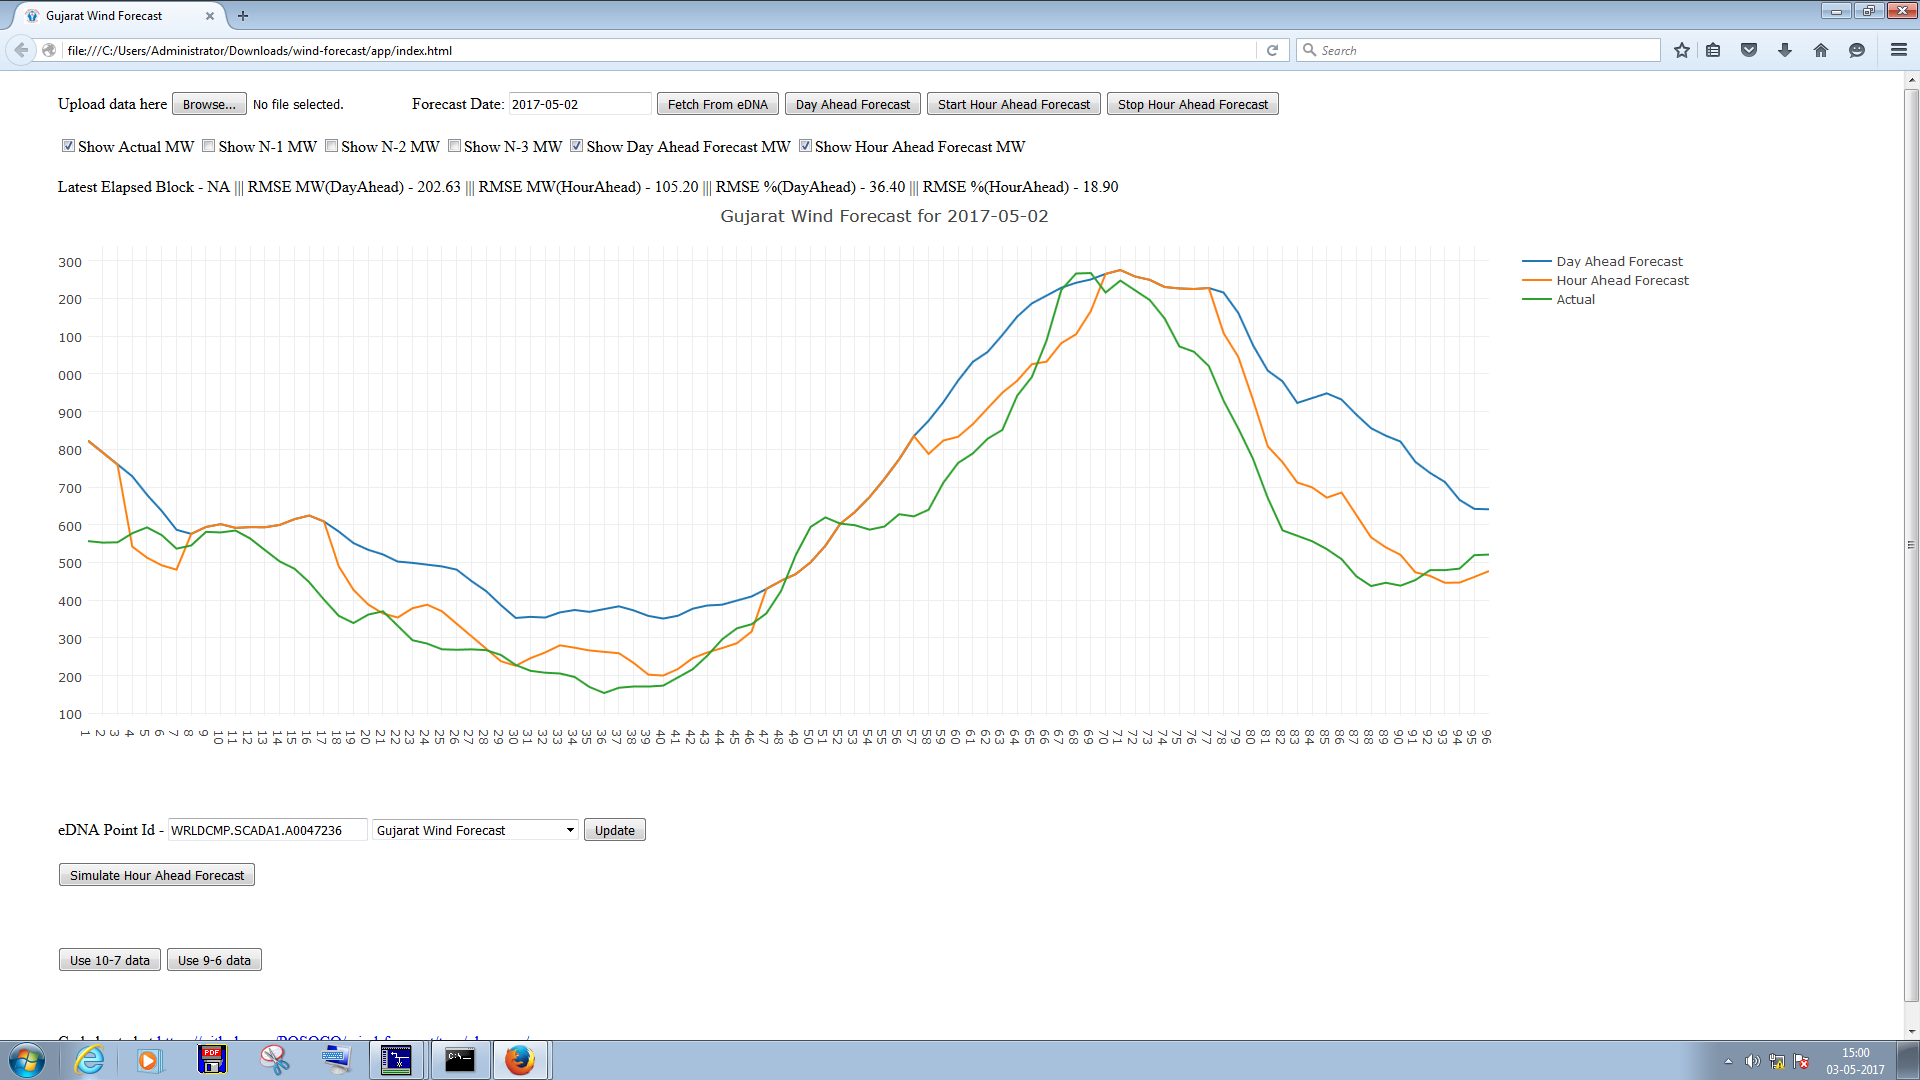 Gujarat Wind Forecast
file:///C:/Users/Administrator/Downloads/wind-forecast/app/index.html
Search
Upload data here Browse... No file selected. Forecast Date: 2017-05-02 Fetch From eDNA Day Ahead Forecast Start Hour Ahead Forecast Stop Hour Ahead Forecast
Show Actual MW Show N-1 MW Show N-2 MW Show N-3 MW Show Day Ahead Forecast MW Show Hour Ahead Forecast MW
Latest Elapsed Block - NA ||| RMSE MW(DayAhead) - 202.63 ||| RMSE MW(HourAhead) - 105.20 ||| RMSE %(DayAhead) - 36.40 ||| RMSE %(HourAhead) - 18.90
Gujarat Wind Forecast for 2017-05-02
Day Ahead Forecast
Hour Ahead Forecast
Actual
300
200
100
000
900
800
700
600
500
400
300
200
100
1 2 3 4 5 6 7 8 9 10 11 12 13 14 15 16 17 18 19 20 21 22 23 24 25 26 27 28 29 30 31 32 33 34 35 36 37 38 39 40 41 42 43 44 45 46 47 48 49 50 51 52 53 54 55 56 57 58 59 60 61 62 63 64 65 66 67 68 69 70 71 72 73 74 75 76 77 78 79 80 81 82 83 84 85 86 87 88 89 90 91 92 93 94 95 96
eDNA Point Id - WRLDCMP.SCADA1.A0047236 Gujarat Wind Forecast Update
Simulate Hour Ahead Forecast
Use 10-7 data Use 9-6 data
PDF
C:\_
15:00
03-05-2017